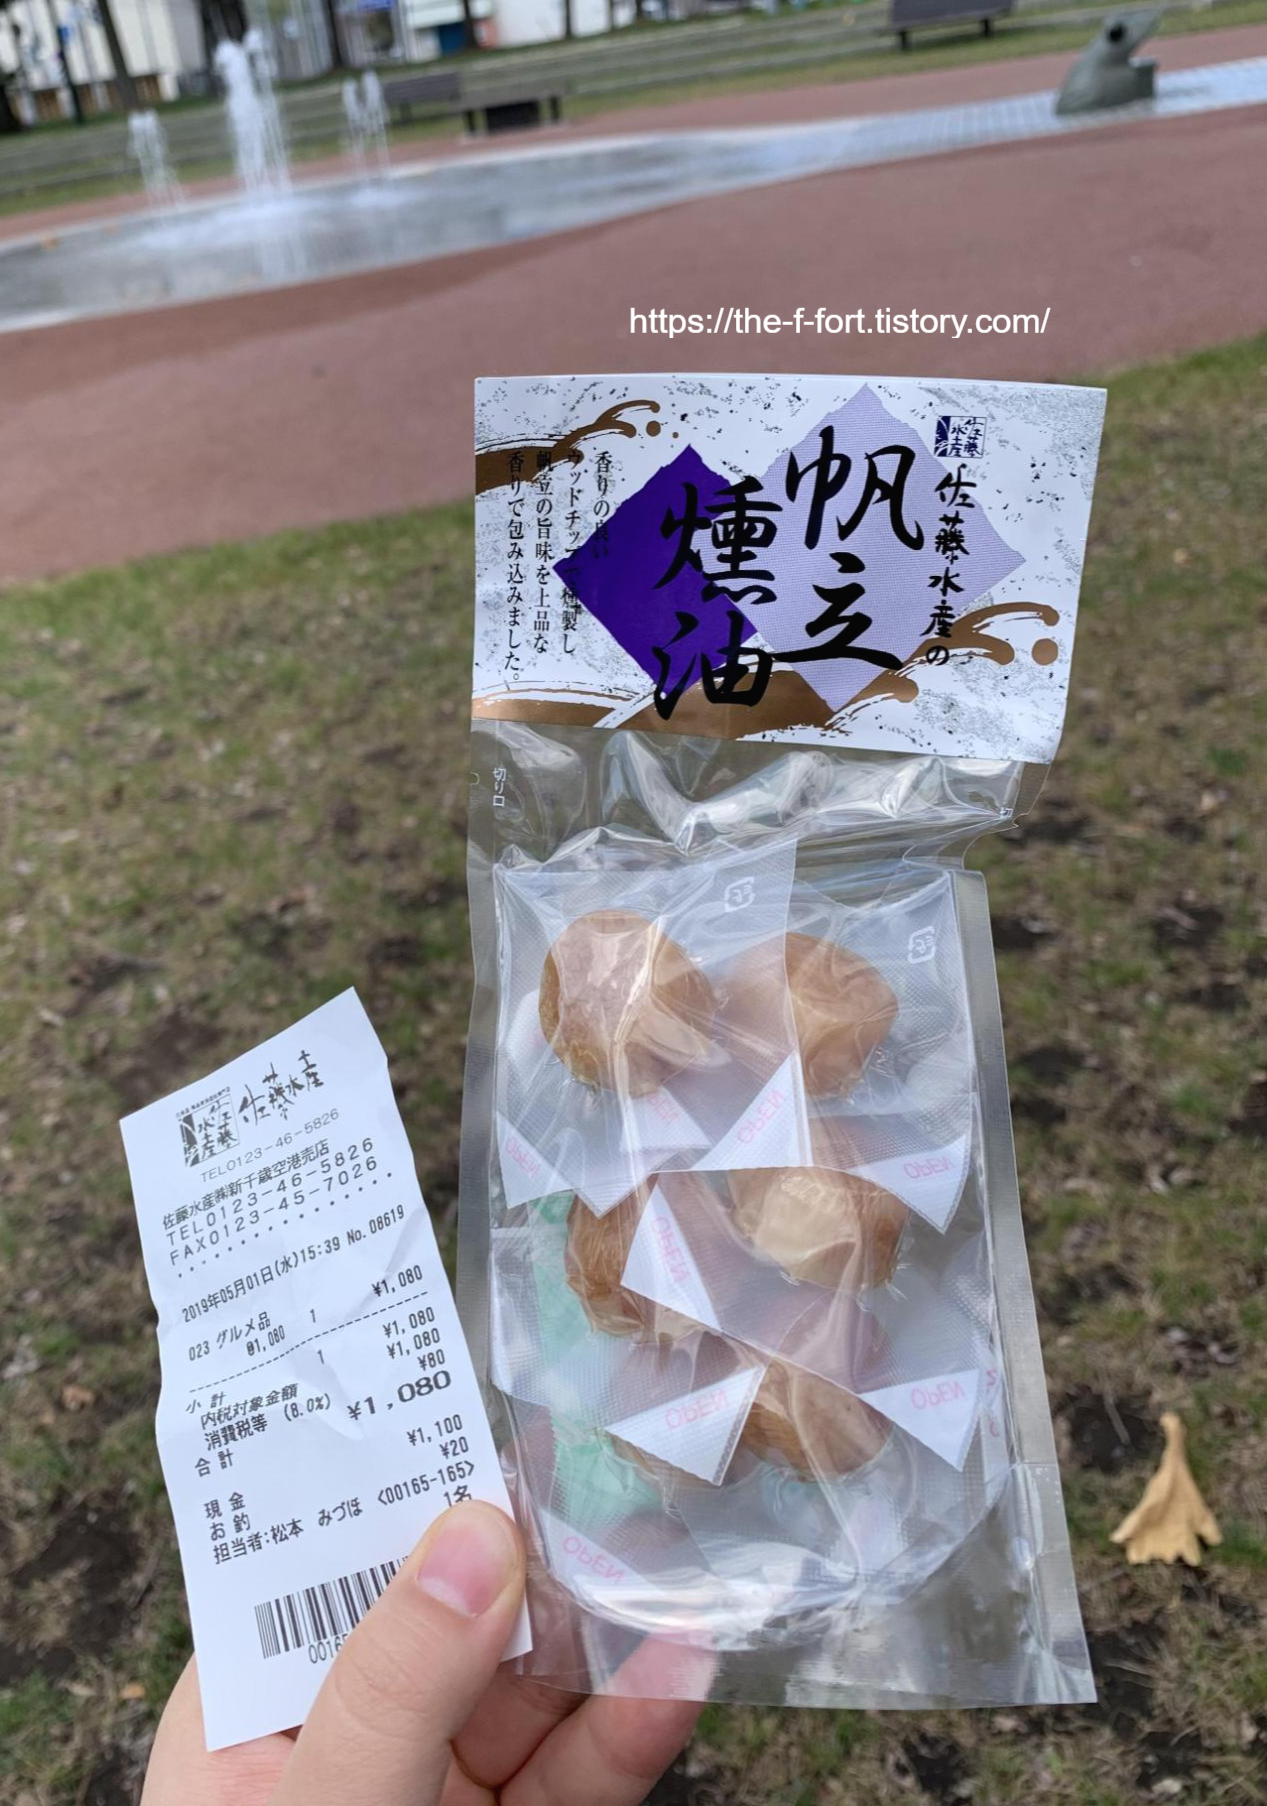 https://the-f-fort.tistory.com/
佐藤水産
佐藤水産の
帆立
燻油
香りの良い
ウッドチップで燻製し
帆立の旨味を上品な
香りで包み込みました。
切り口
OPEN
OPEN
OPEN
OPEN
OPEN
OPEN
OPEN
OPEN
佐藤水産
佐藤水産
TEL0123-46-5826
佐藤水産㈱新千歳空港売店
TEL0123-46-5826
FAX0123-45-7026
2019年05月01日(水)15:39 No.08619
023 グルメ品
@1,080 1 ¥1,080
小計 1 ¥1,080
内税対象金額 ¥1,080
消費税等 (8.0%) ¥80
合計 ¥1,080
現金 ¥1,100
お釣 ¥20
担当者:松本 みづほ <00165-165>
1名